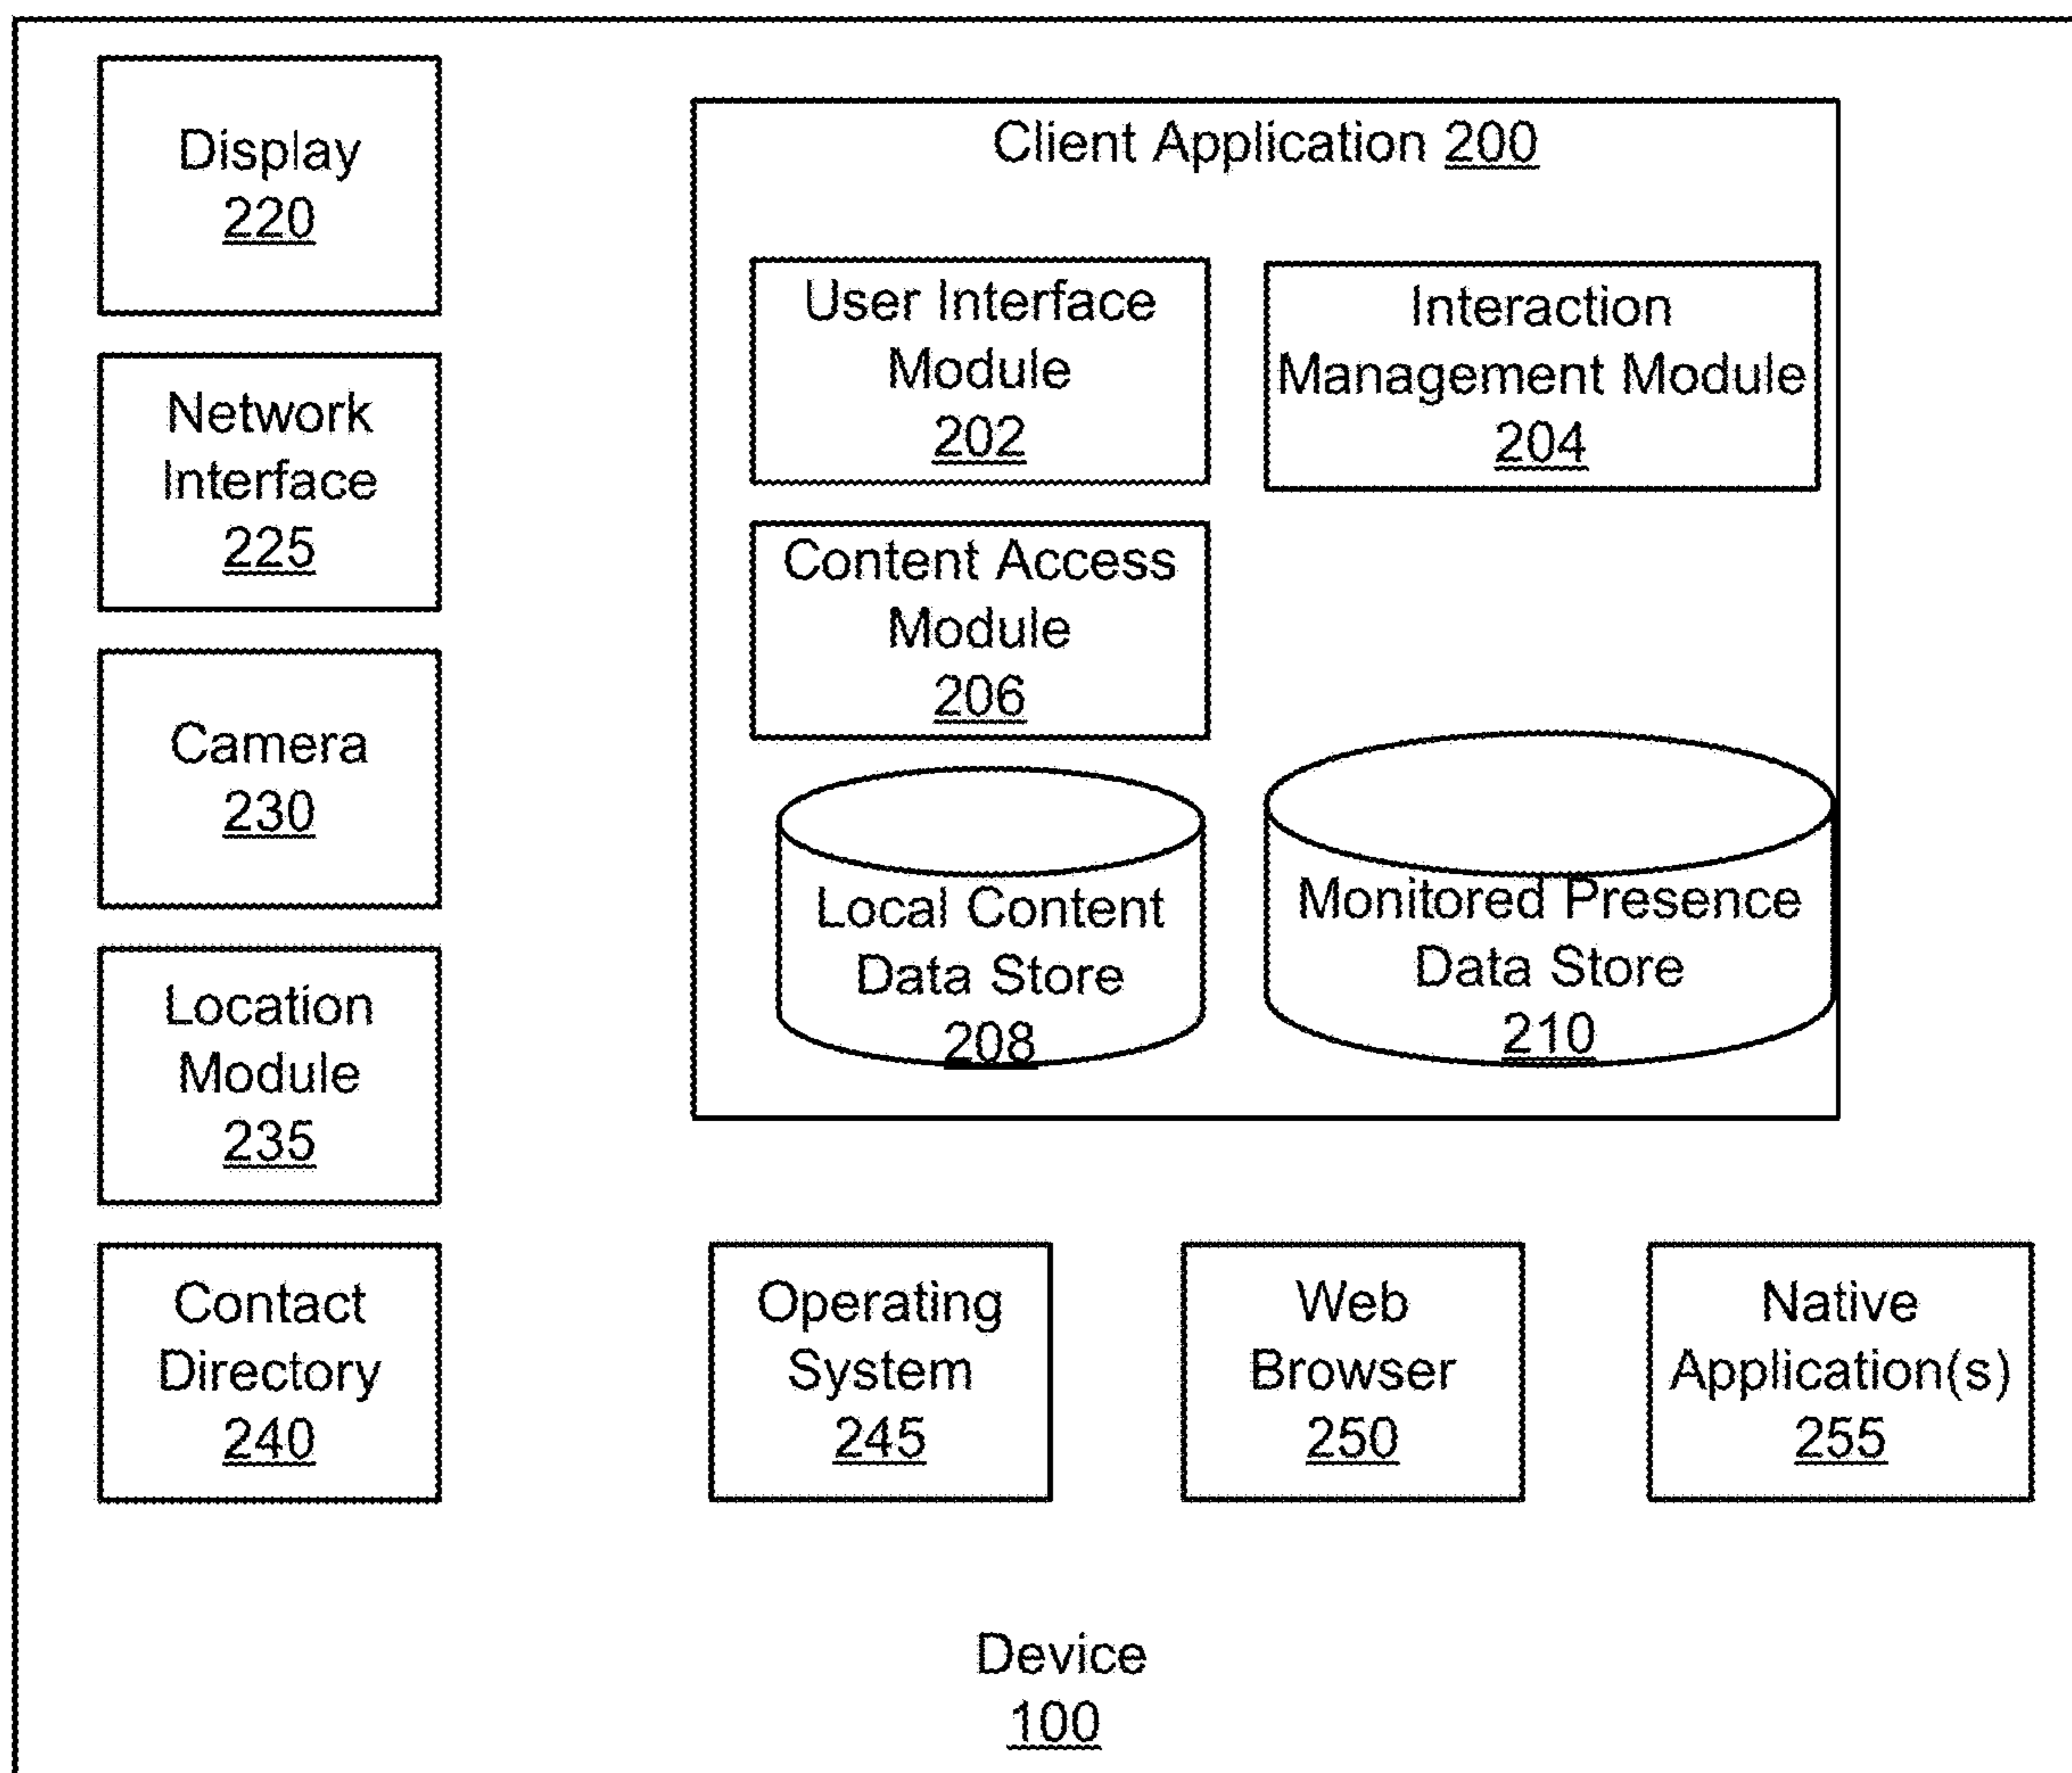 Display
220
Network
Interface
225
Camera
230
Location
Module
235
Contact
Directory
240
Client Application 200
User Interface
Module
202
Interaction
Management Module
204
Content Access
Module
206
Local Content
Data Store
208
Monitored Presence
Data Store
210
Operating
System
245
Web
Browser
250
Native
Application(s)
255
Device
100